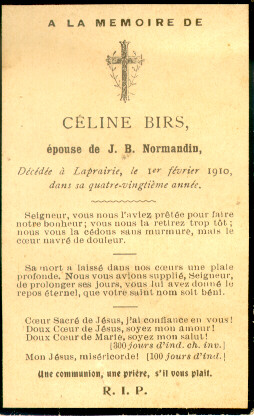 A LA MEMOIRE DE
CÉLINE BIRS,
épouse de J. B. Normandin,
Décédée à Laprairie, le 1er février 1910,
dans sa quatre-vingtième année.
Seigneur, vous nous l'aviez prêtée pour faire
notre bonheur; vous nous la retirez trop tôt;
nous vous la cédons sans murmure, mais le
cœur navré de douleur.
Sa mort a laissé dans nos cœurs une plaie
profonde. Nous vous avions supplié, Seigneur,
de prolonger ses jours, vous lui avez donné le
repos éternel, que votre saint nom soit béni.
Cœur Sacré de Jésus, j'ai confiance en vous!
Doux Cœur de Jésus, soyez mon amour!
Doux Cœur de Marie, soyez mon salut!
(300 jours d'ind. ch. inv.)
Mon Jésus, miséricorde! [100 jours d'ind.]
Une communion, une prière, s'il vous plait.
R. I. P.